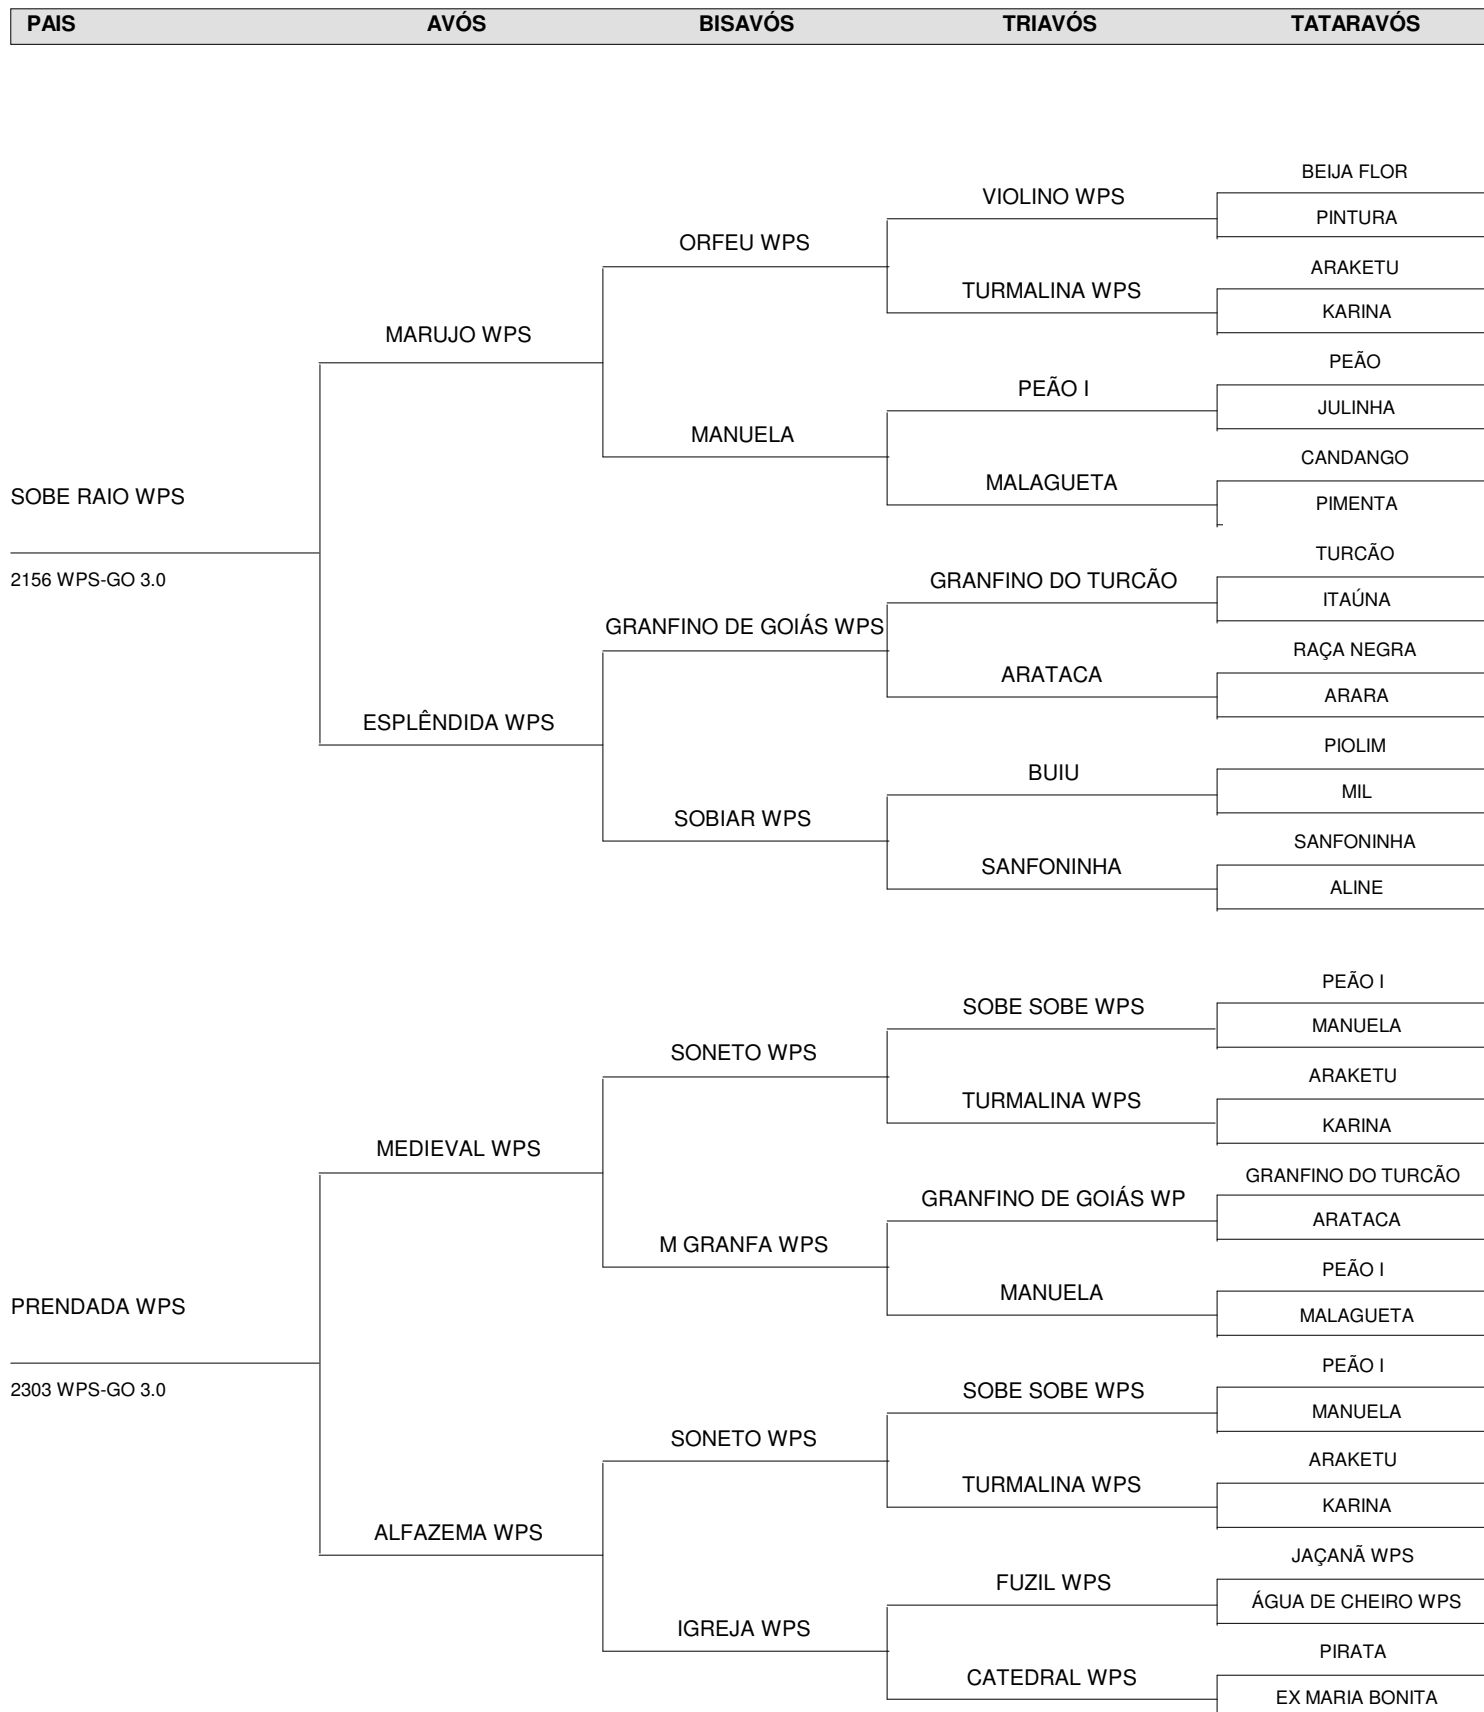 PAIS AVÓS BISAVÓS TRIAVÓS TATARAVÓS
BEIJA FLOR
VIOLINO WPS
PINTURA
ORFEU WPS
ARAKETU
TURMALINA WPS
KARINA
MARUJO WPS
PEÃO
PEÃO I
JULINHA
MANUELA
CANDANGO
MALAGUETA
SOBE RAIO WPS
PIMENTA
TURCÃO
2156 WPS-GO 3.0
GRANFINO DO TURCÃO
ITAÚNA
GRANFINO DE GOIÁS WPS
RAÇA NEGRA
ARATACA
ARARA
ESPLÊNDIDA WPS
PIOLIM
BUIU
MIL
SOBIAR WPS
SANFONINHA
SANFONINHA
ALINE
PEÃO I
SOBE SOBE WPS
MANUELA
SONETO WPS
ARAKETU
TURMALINA WPS
KARINA
MEDIEVAL WPS
GRANFINO DO TURCÃO
GRANFINO DE GOIÁS WP
ARATACA
M GRANFA WPS
PEÃO I
MANUELA
PRENDADA WPS
MALAGUETA
PEÃO I
2303 WPS-GO 3.0
SOBE SOBE WPS
MANUELA
SONETO WPS
ARAKETU
TURMALINA WPS
KARINA
ALFAZEMA WPS
JAÇANÃ WPS
FUZIL WPS
ÁGUA DE CHEIRO WPS
IGREJA WPS
PIRATA
CATEDRAL WPS
EX MARIA BONITA